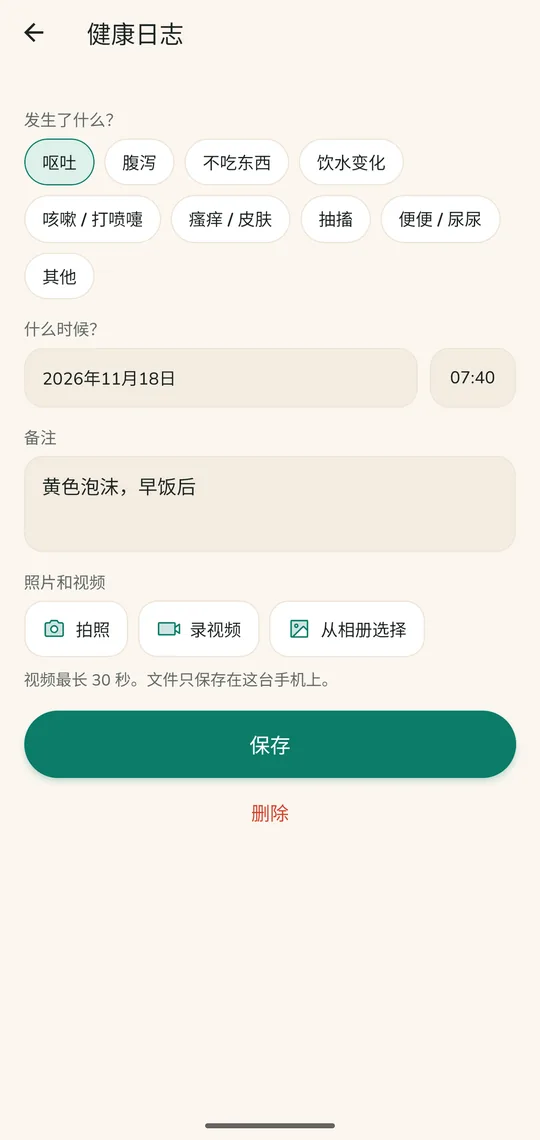 健康日志
发生了什么？
呕吐 腹泻 不吃东西 饮水变化
咳嗽 / 打喷嚏 瘙痒 / 皮肤 抽搐 便便 / 尿尿
其他
什么时候？
2026年11月18日 07:40
备注
黄色泡沫，早饭后
照片和视频
拍照 录视频 从相册选择
视频最长 30 秒。文件只保存在这台手机上。
保存
删除